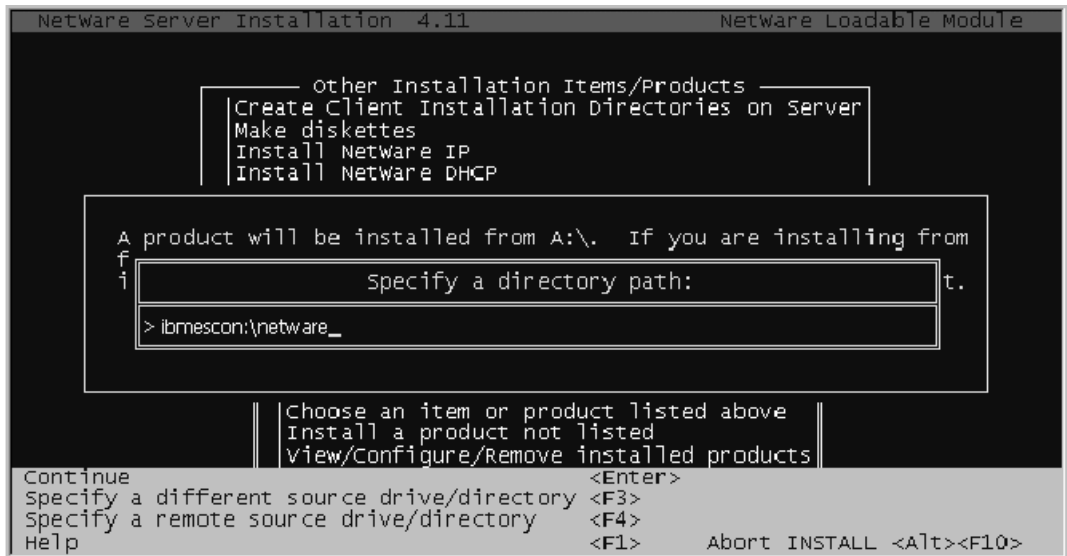 NetWare Server Installation 4.11 NetWare Loadable Module
Other Installation Items/Products
Create Client Installation Directories on Server
Make diskettes
Install NetWare IP
Install NetWare DHCP
A product will be installed from A:\. If you are installing from
f
i Specify a directory path: t.
> ibmescon:\netware_
Choose an item or product listed above
Install a product not listed
View/Configure/Remove installed products
Continue <Enter>
Specify a different source drive/directory <F3>
Specify a remote source drive/directory <F4>
Help <F1> Abort INSTALL <Alt><F10>